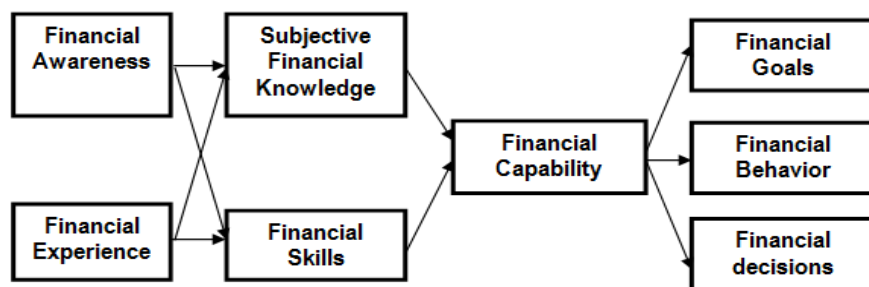 Financial
Awareness
Subjective
Financial
Knowledge
Financial
Goals
Financial
Capability
Financial
Behavior
Financial
Experience
Financial
Skills
Financial
decisions